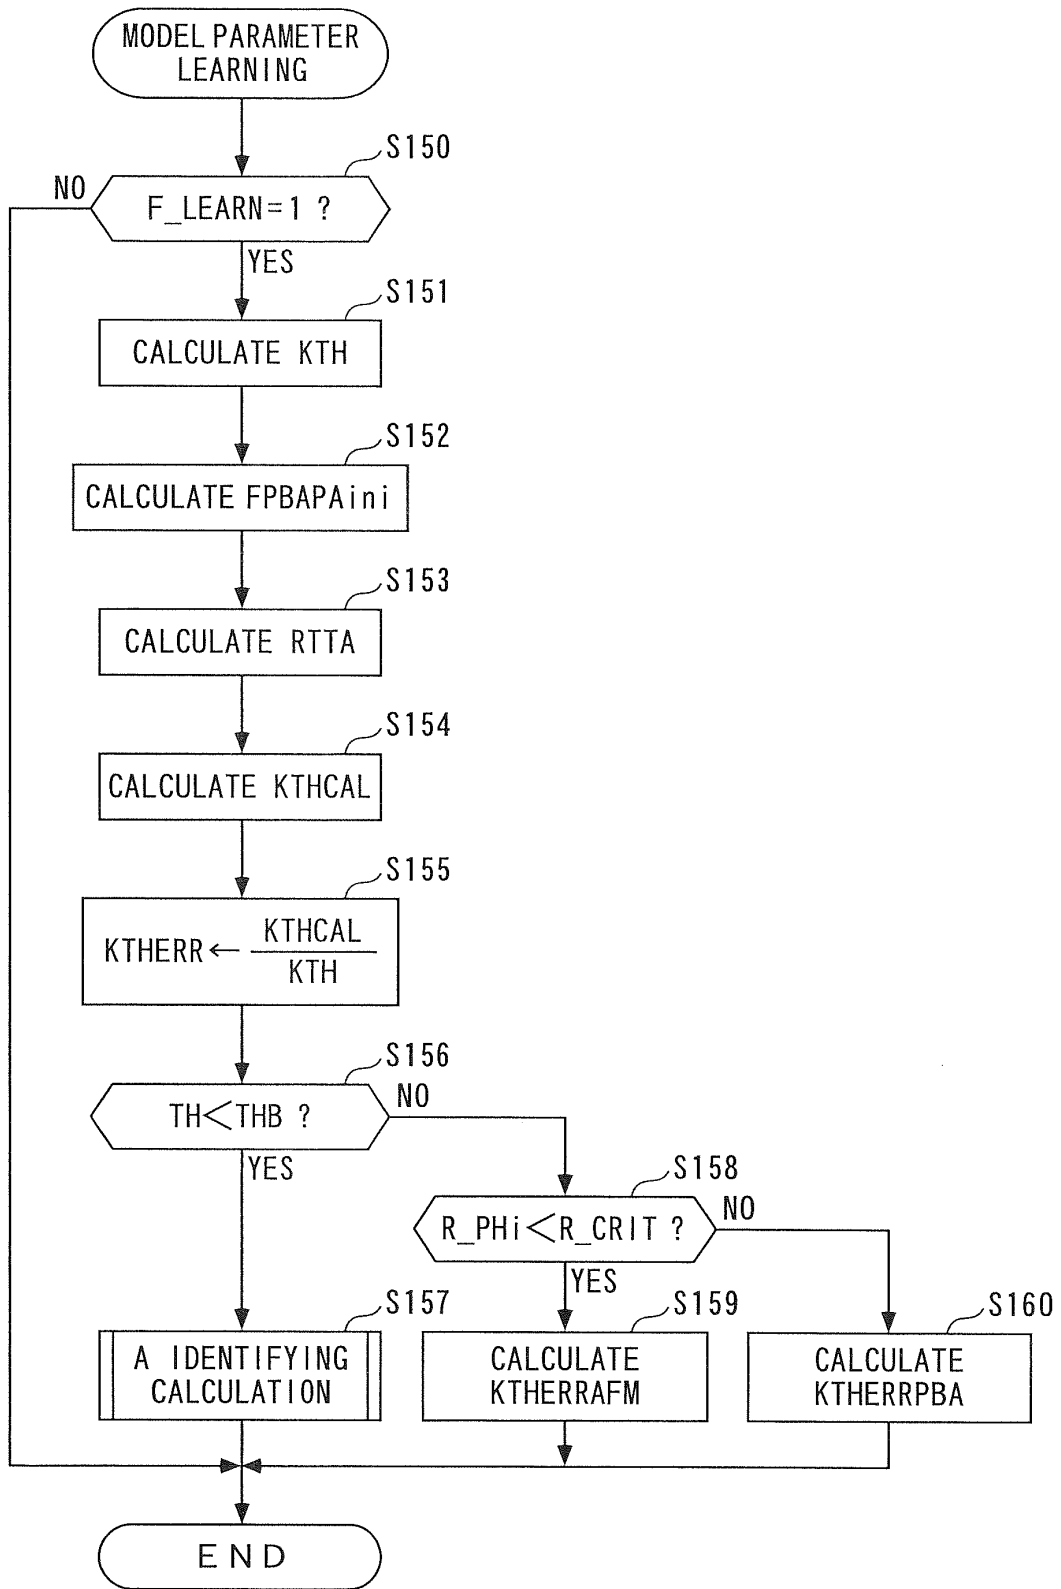 MODEL PARAMETER
LEARNING
S150
NO
F_LEARN=1 ?
YES
S151
CALCULATE KTH
S152
CALCULATE FPBAPAini
S153
CALCULATE RTTA
S154
CALCULATE KTHCAL
S155
KTHERR← KTHCAL
KTH
S156
TH<THB ?
NO
YES
S158
R_PHi<R_CRIT ?
NO
YES
S157
A IDENTIFYING
CALCULATION
S159
CALCULATE
KTHERRAFM
S160
CALCULATE
KTHERRPBA
END